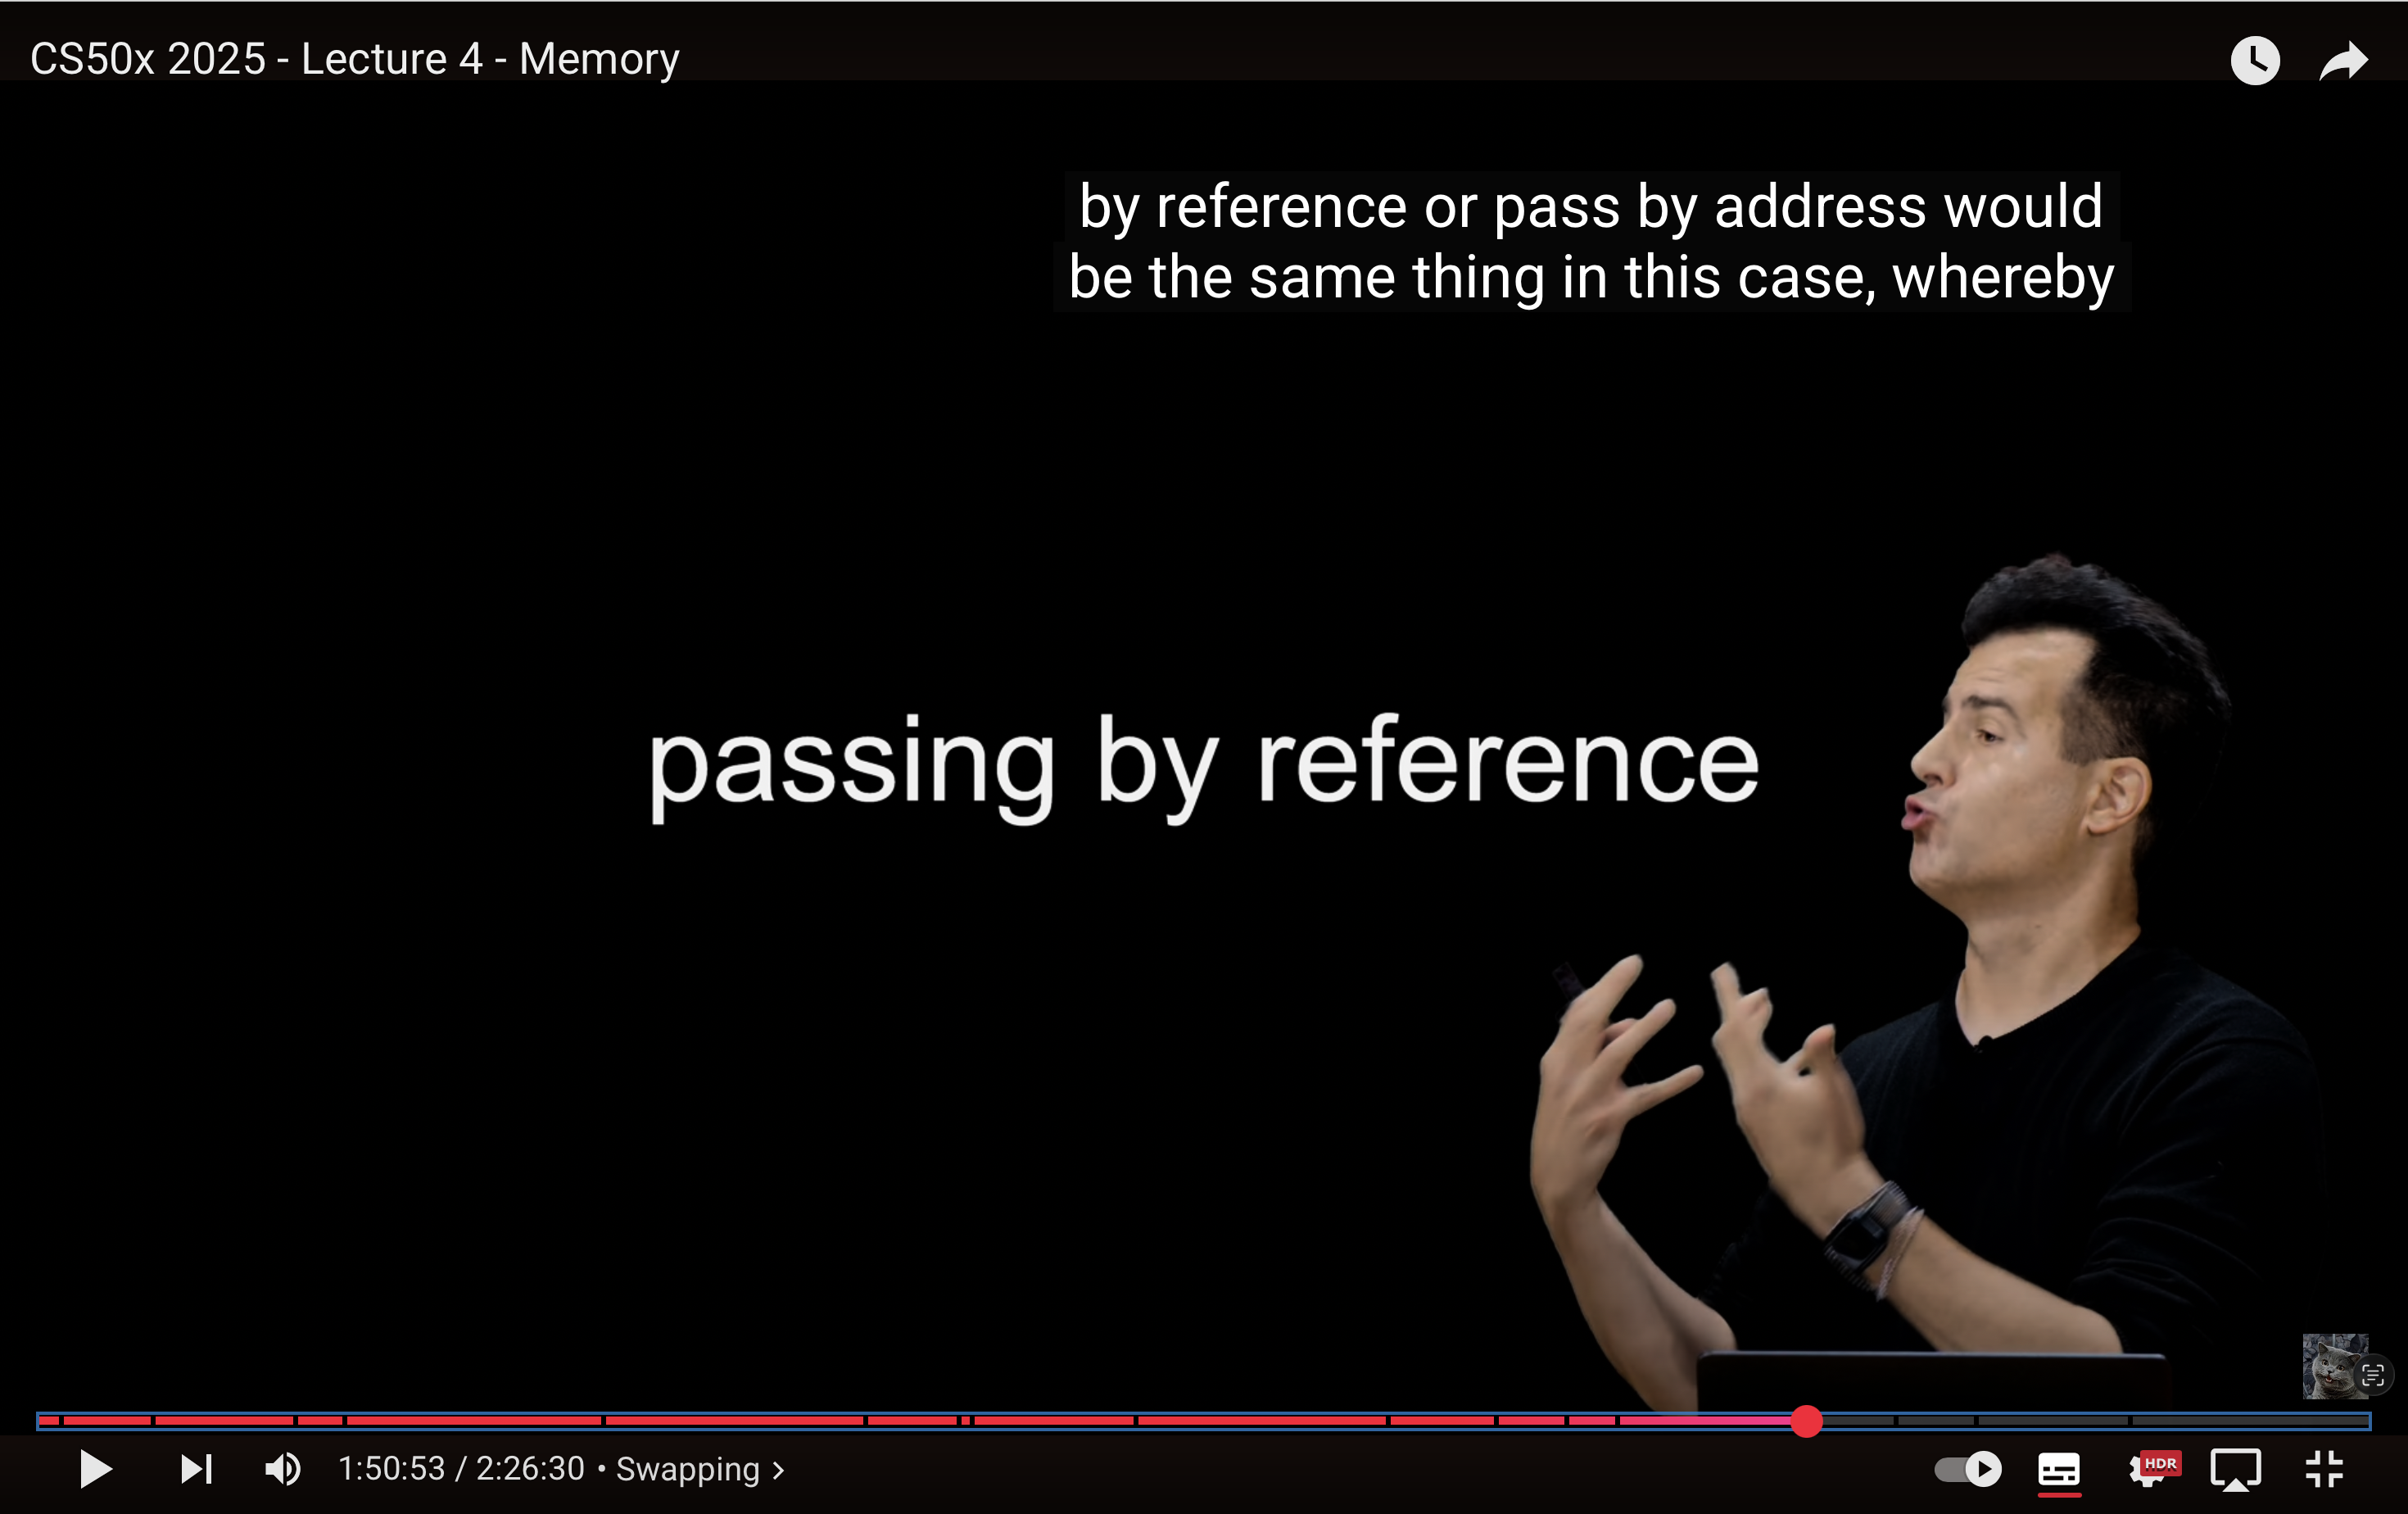 CS50x 2025 - Lecture 4 - Memory
by reference or pass by address would
be the same thing in this case, whereby
passing by reference
1:50:53 / 2:26:30 • Swapping >
HDR